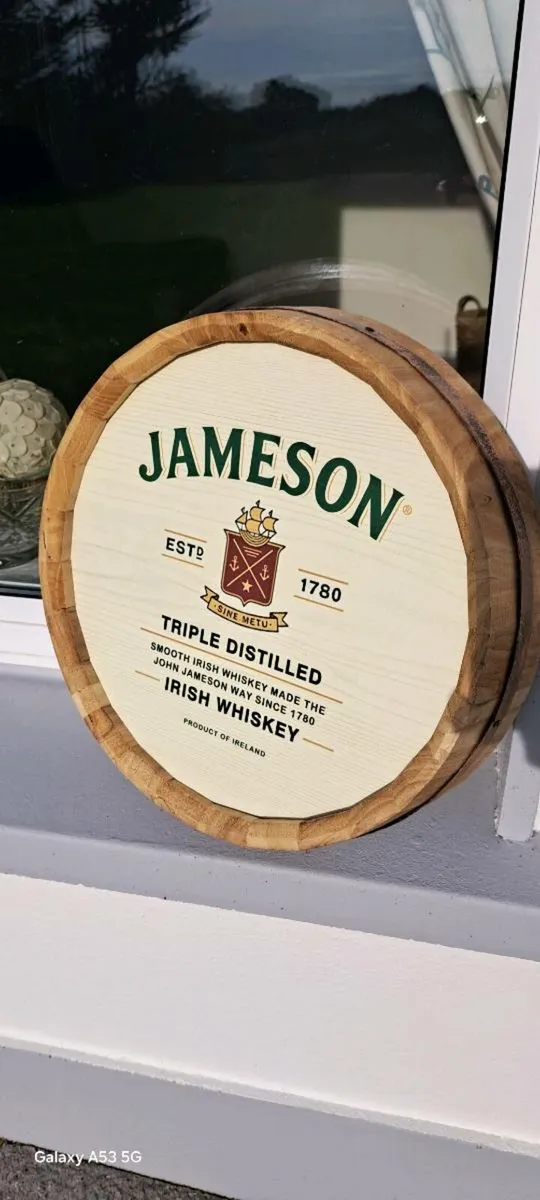 JAMESON®
ESTD
1780
SINE METU
TRIPLE DISTILLED
SMOOTH IRISH WHISKEY MADE THE
JOHN JAMESON WAY SINCE 1780
IRISH WHISKEY
PRODUCT OF IRELAND
Galaxy A53 5G